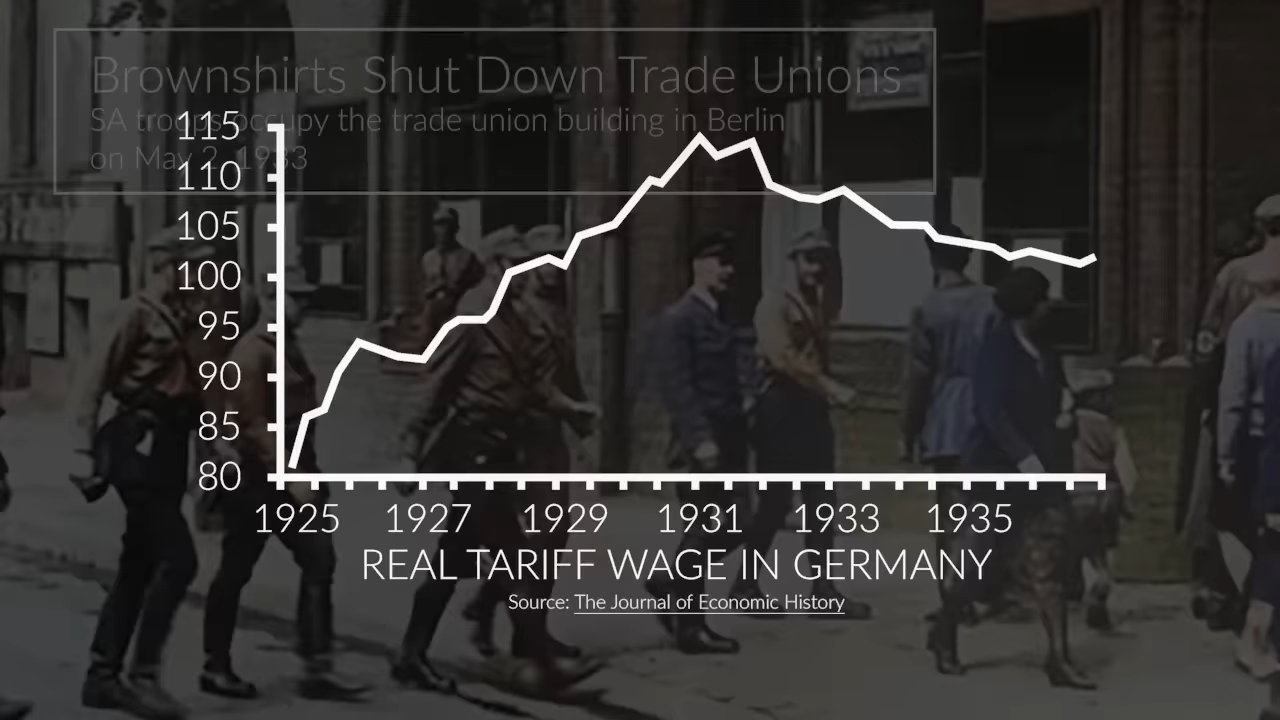 Brownshirts Shut Down Trade Unions
SA troops occupy the trade union building in Berlin
on May 2, 1933
115
110
105
100
95
90
85
80
1925 1927 1929 1931 1933 1935
REAL TARIFF WAGE IN GERMANY
Source: The Journal of Economic History